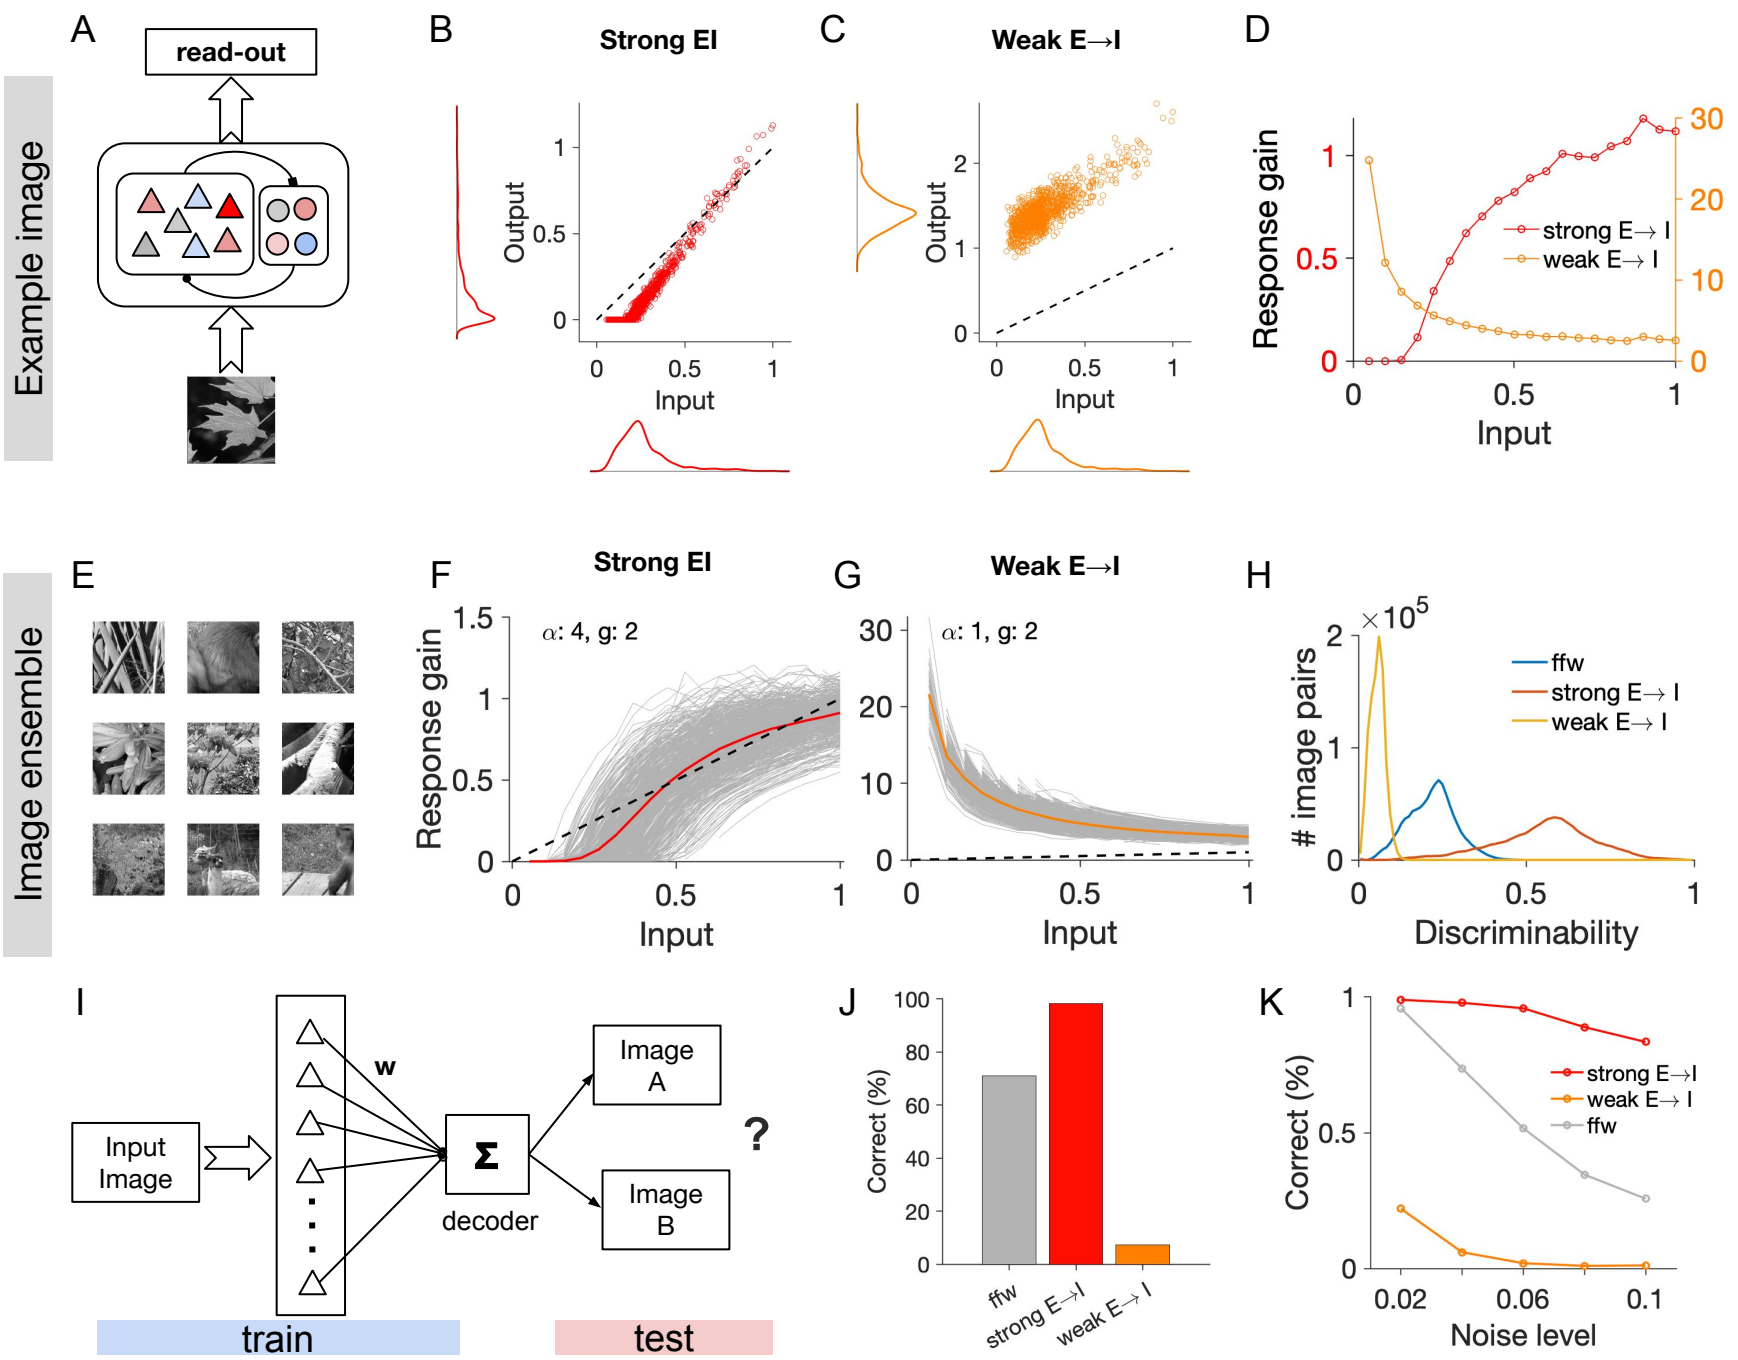 Example image
A
read-out
B
Strong EI
Output
1
0.5
0
0
0.5
1
Input
C
Weak E→I
Output
2
1
0
0
0.5
1
Input
D
Response gain
1
0.5
0
30
20
10
0
strong E→ I
weak E→ I
0
0.5
1
Input
Image ensemble
E
F
Strong EI
α: 4, g: 2
Response gain
1.5
1
0.5
0
0
0.5
1
Input
G
Weak E→I
α: 1, g: 2
30
20
10
0
0
0.5
1
Input
H
×10⁵
# image pairs
2
1
0
ffw
strong E→ I
weak E→ I
0
0.5
1
Discriminability
I
Input
Image
w
Σ
decoder
Image
A
Image
B
?
train
test
J
Correct (%)
100
80
60
40
20
0
ffw
strong E→I
weak E→ I
K
Correct (%)
1
0.5
0
strong E→I
weak E→ I
ffw
0.02
0.06
0.1
Noise level